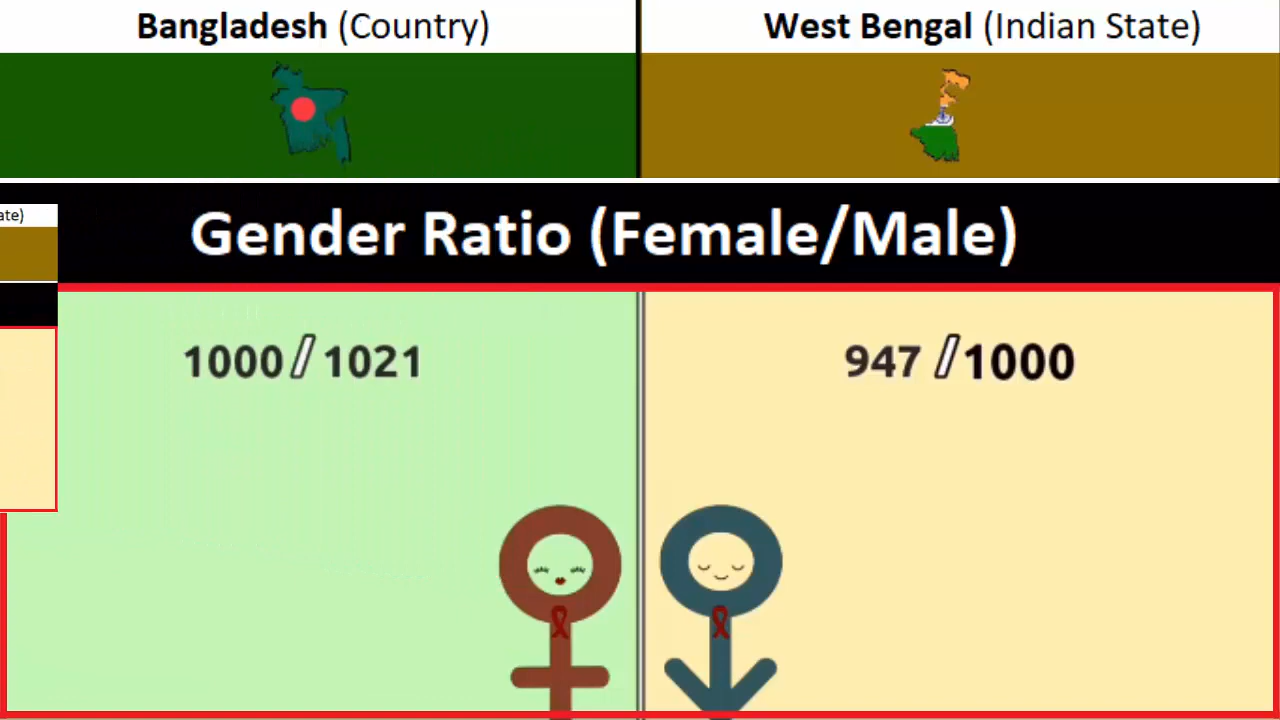 Bangladesh (Country)
West Bengal (Indian State)
ate)
Gender Ratio (Female/Male)
1000/1021
947/1000